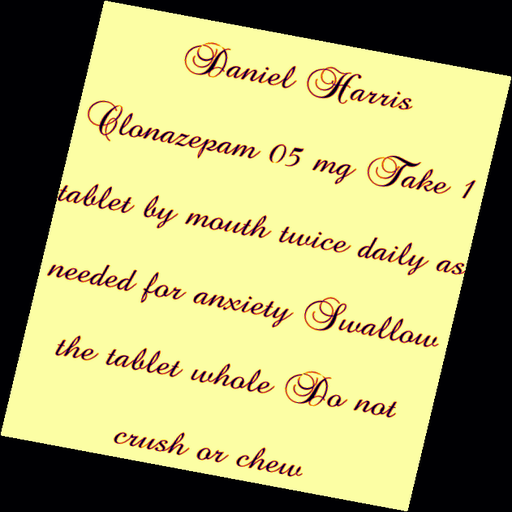 Daniel Harris
Clonazepam 05 mg Take 1
tablet by mouth twice daily as
needed for anxiety Swallow
the tablet whole Do not
crush or chew